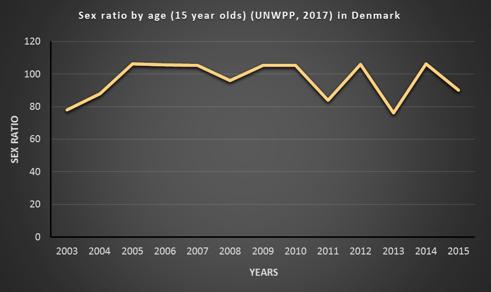 Sex ratio by age (15 year olds) (UNWPP, 2017) in Denmark
120
100
80
60
40
20
0
SEX RATIO
2003 2004 2005 2006 2007 2008 2009 2010 2011 2012 2013 2014 2015
YEARS